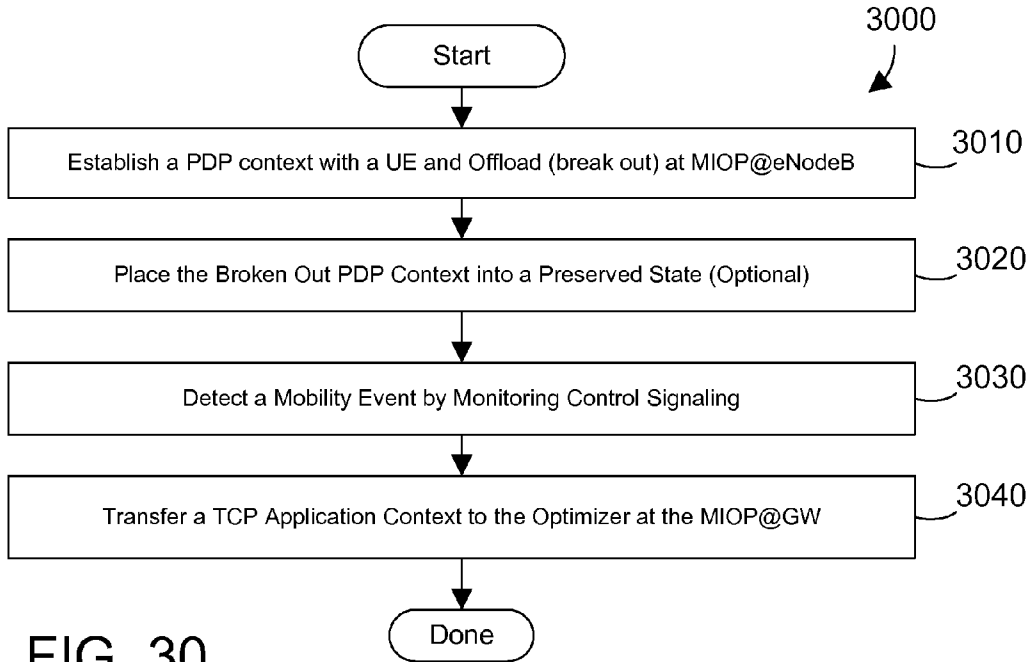 3000
Start
Establish a PDP context with a UE and Offload (break out) at MIOP@eNodeB
3010
Place the Broken Out PDP Context into a Preserved State (Optional)
3020
Detect a Mobility Event by Monitoring Control Signaling
3030
Transfer a TCP Application Context to the Optimizer at the MIOP@GW
3040
Done
FIG. 30